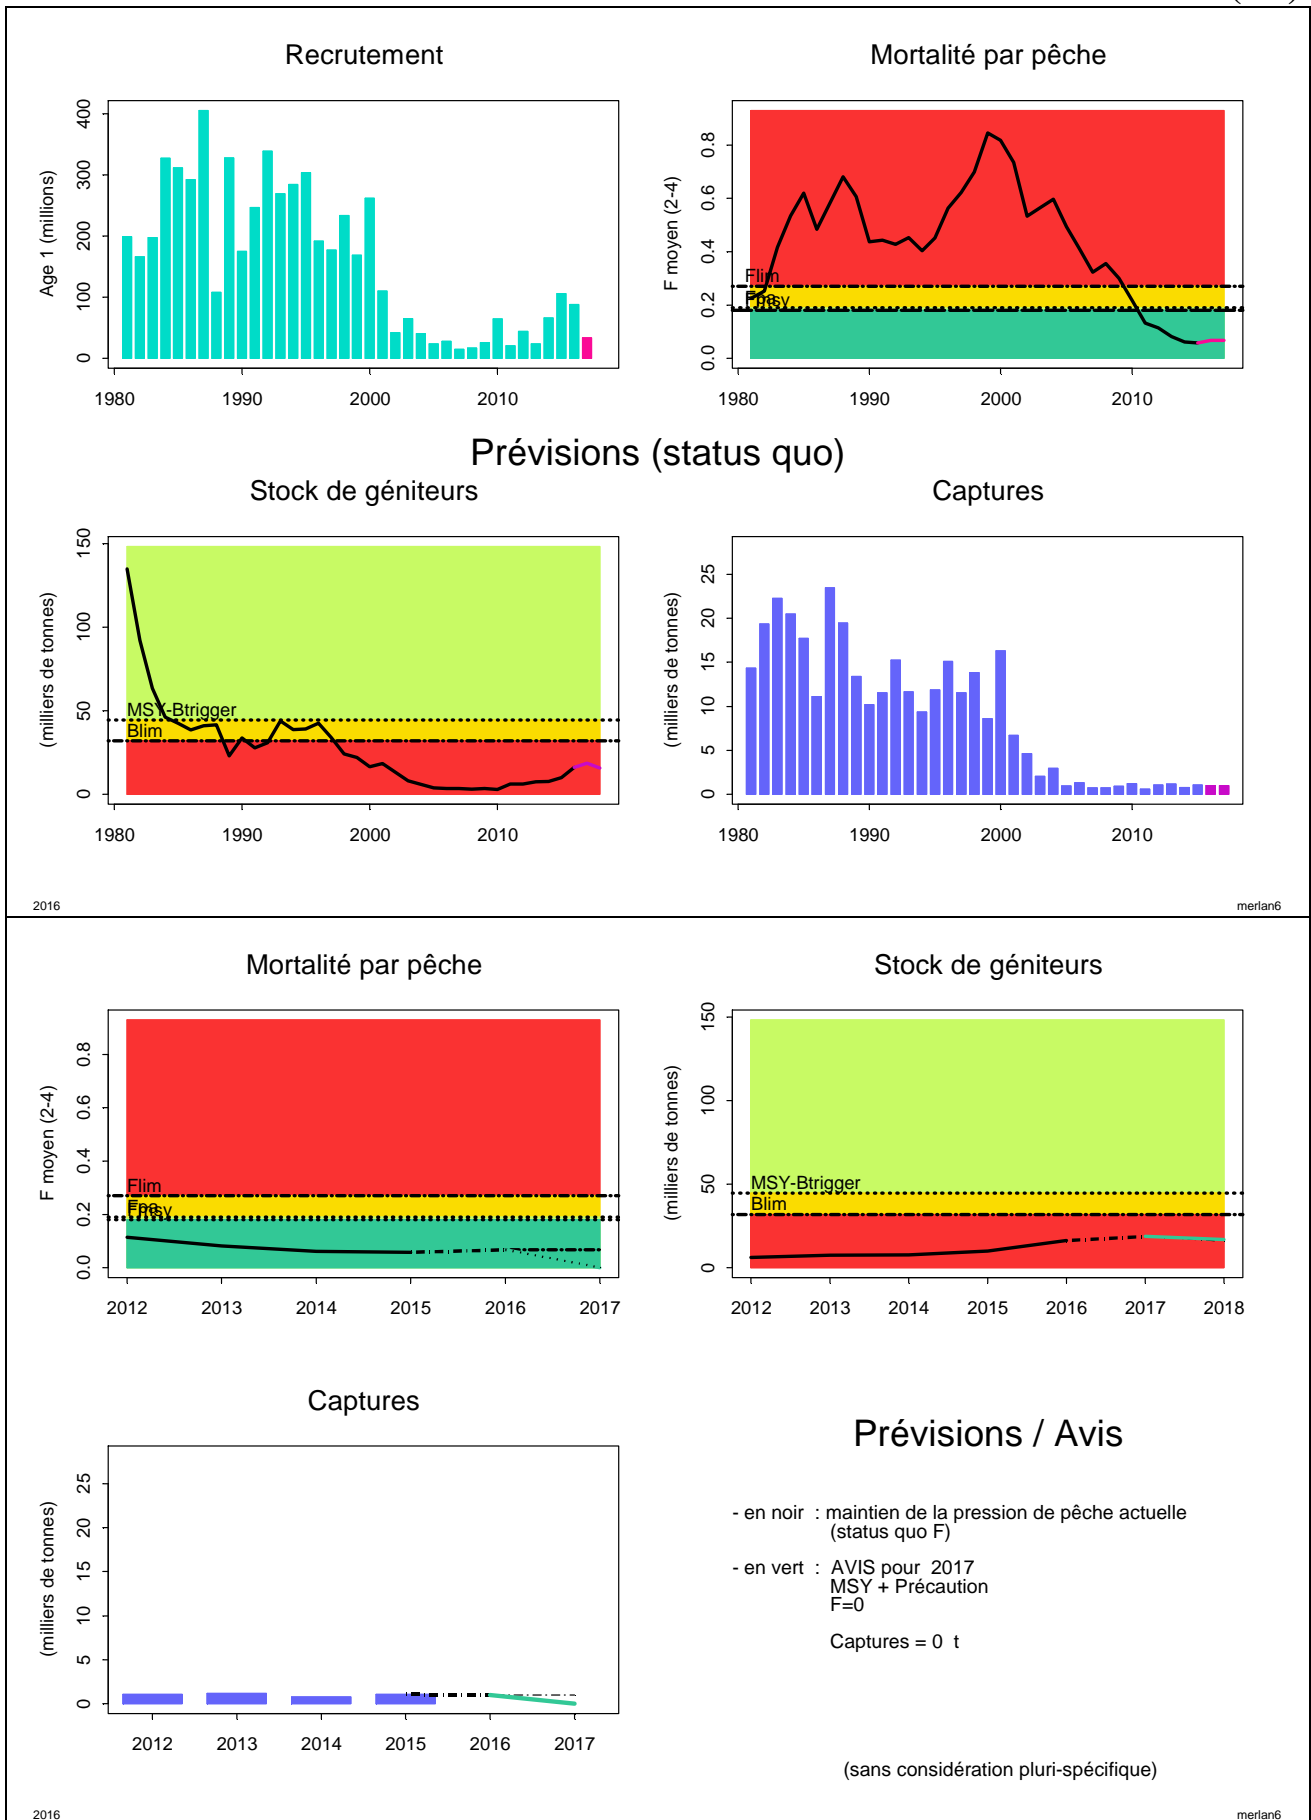 Recrutement
Age 1 (millions)
400
300
200
100
0
1980 1990 2000 2010
Mortalité par pêche
F moyen (2-4)
0.8
0.6
0.4
0.2
0.0
Flim
Fpa
Fmsy
1980 1990 2000 2010
Prévisions (status quo)
Stock de géniteurs
(milliers de tonnes)
150
100
50
0
MSY-Btrigger
Blim
1980 1990 2000 2010
Captures
(milliers de tonnes)
25
20
15
10
5
0
1980 1990 2000 2010
2016
merlan6
Mortalité par pêche
F moyen (2-4)
0.8
0.6
0.4
0.2
0.0
Flim
Fpa
Fmsy
2012 2013 2014 2015 2016 2017
Stock de géniteurs
(milliers de tonnes)
150
100
50
0
MSY-Btrigger
Blim
2012 2013 2014 2015 2016 2017 2018
Captures
(milliers de tonnes)
25
20
15
10
5
0
2012 2013 2014 2015 2016 2017
Prévisions / Avis
- en noir : maintien de la pression de pêche actuelle
(status quo F)
- en vert : AVIS pour 2017
MSY + Précaution
F=0
Captures = 0 t
(sans considération pluri-spécifique)
2016
merlan6